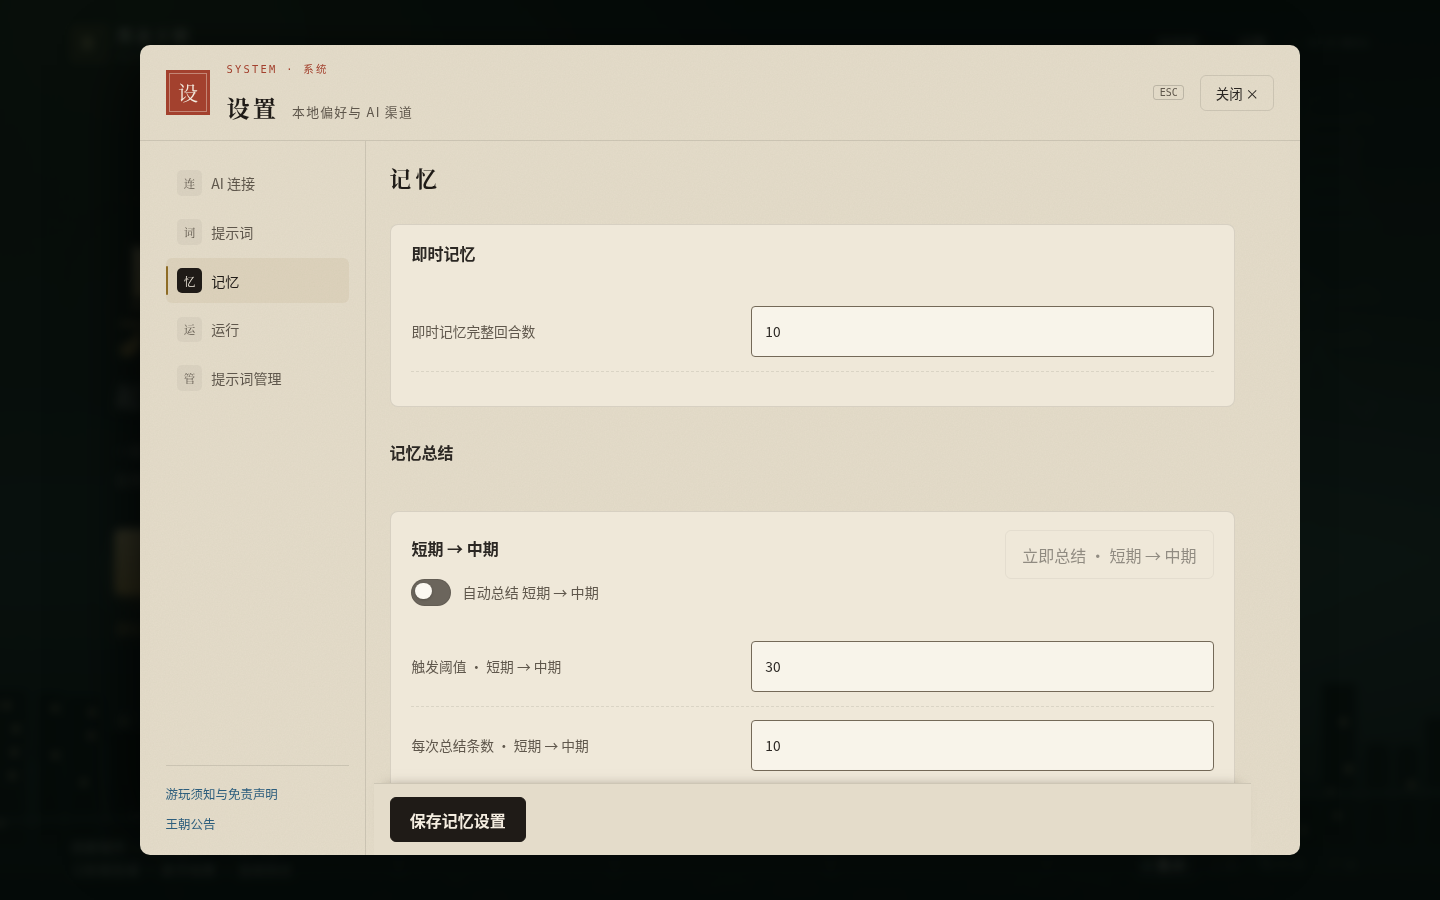 设
SYSTEM · 系统
设置 本地偏好与 AI 渠道
ESC
关闭 ×
连 AI 连接
词 提示词
忆 记忆
运 运行
管 提示词管理
游玩须知与免责声明
王朝公告
记忆
即时记忆
即时记忆完整回合数
10
记忆总结
短期 → 中期
立即总结 · 短期 → 中期
自动总结 短期 → 中期
触发阈值 · 短期 → 中期
30
每次总结条数 · 短期 → 中期
10
保存记忆设置